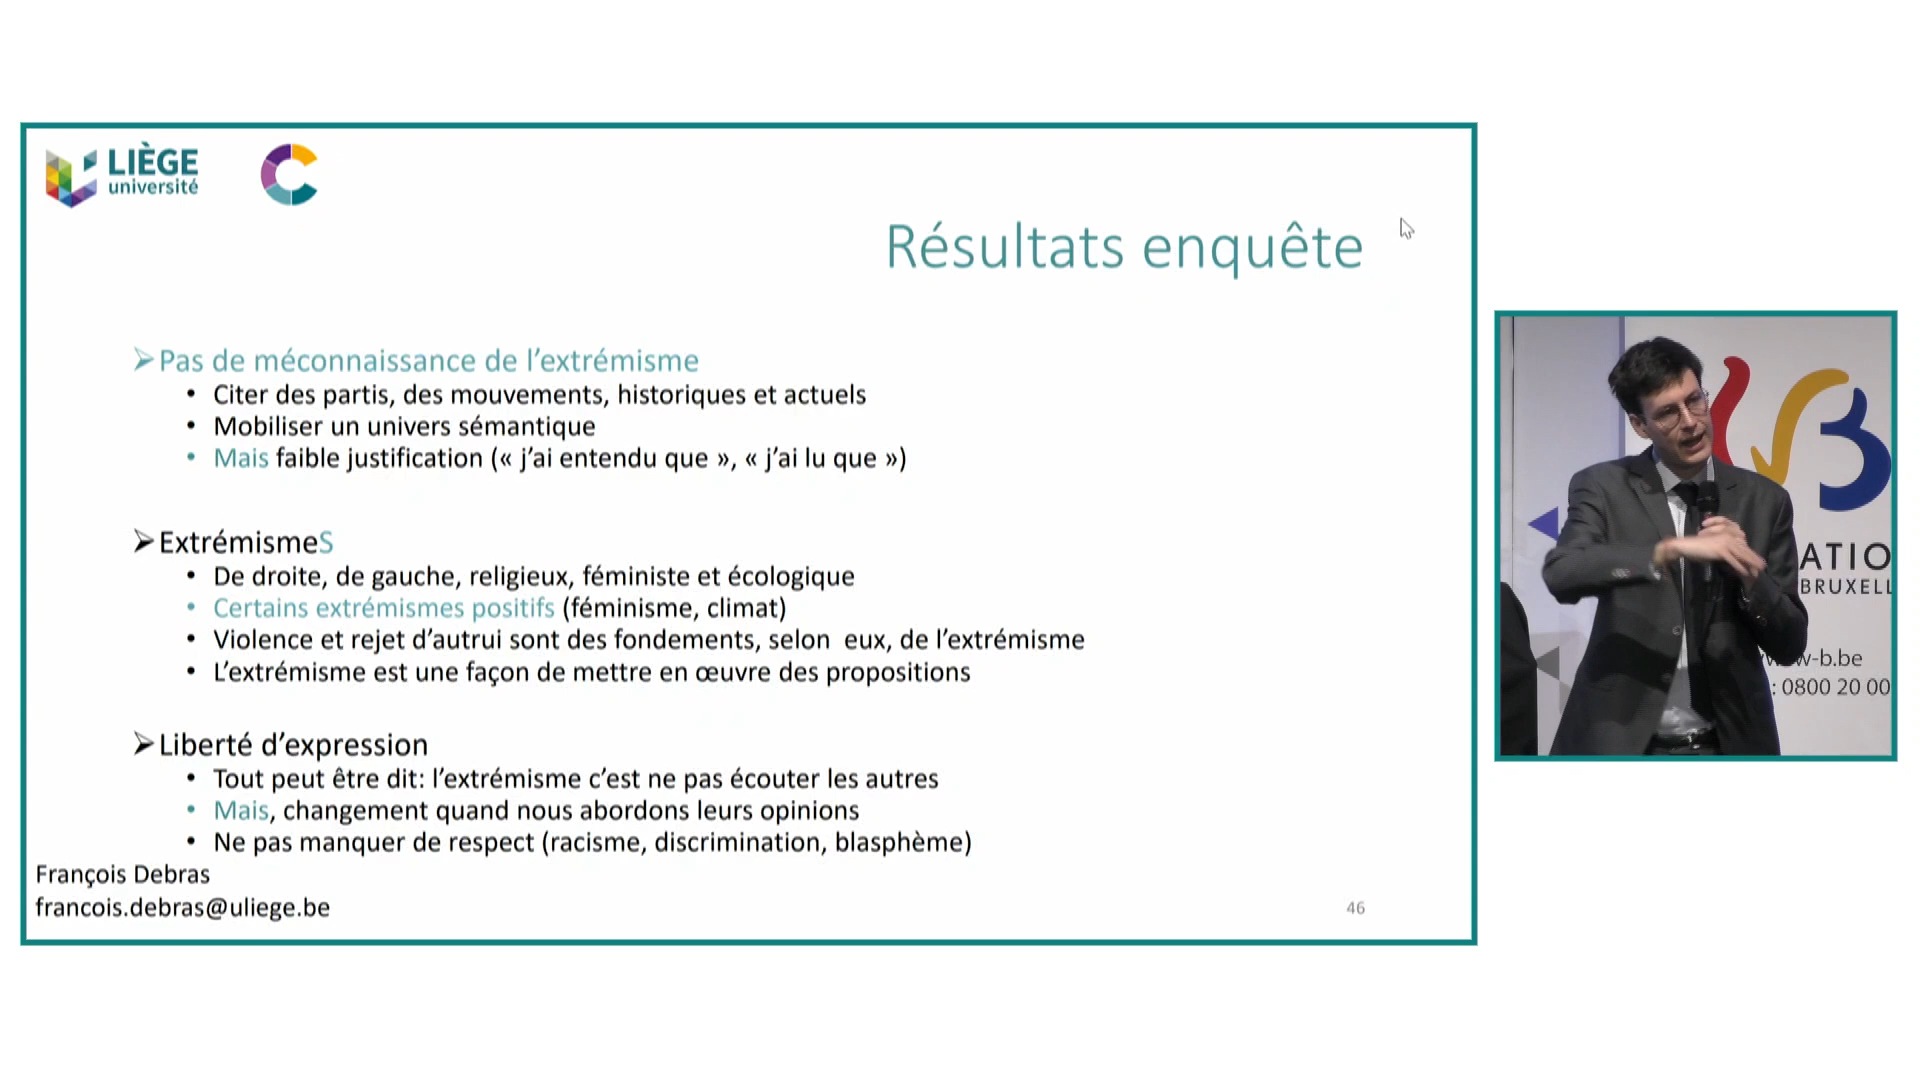 LIÈGE
université
Résultats enquête
Pas de méconnaissance de l'extrémisme
• Citer des partis, des mouvements, historiques et actuels
• Mobiliser un univers sémantique
• Mais faible justification (« j'ai entendu que », « j'ai lu que »)
ExtrémismeS
• De droite, de gauche, religieux, féministe et écologique
• Certains extrémismes positifs (féminisme, climat)
• Violence et rejet d'autrui sont des fondements, selon  eux, de l'extrémisme
• L'extrémisme est une façon de mettre en œuvre des propositions
Liberté d'expression
• Tout peut être dit: l'extrémisme c'est ne pas écouter les autres
• Mais, changement quand nous abordons leurs opinions
• Ne pas manquer de respect (racisme, discrimination, blasphème)
François Debras
francois.debras@uliege.be
46
ATIO
BRUXELL
w-b.be
: 0800 20 00